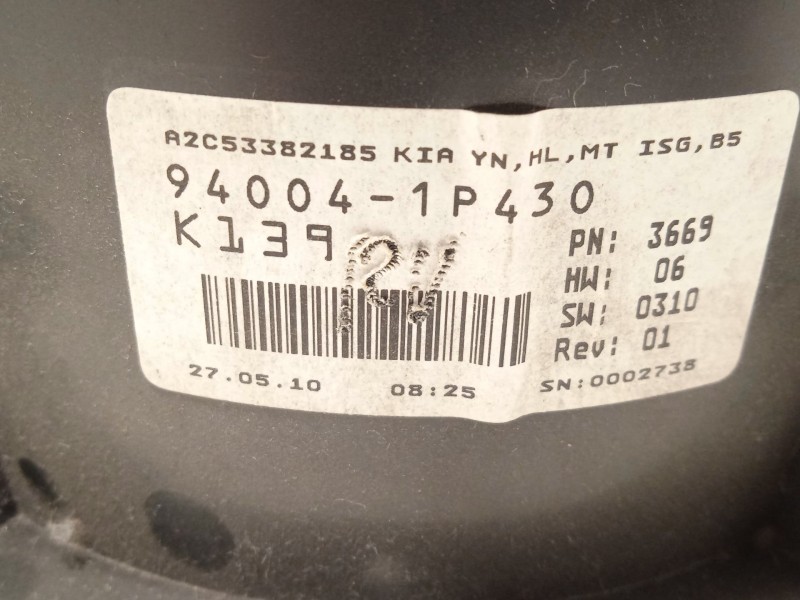 A2C53382185 KIA YN,HL,MT ISG,B5
94004-1P430
K139
PN: 3669
HW: 06
SW: 0310
Rev: 01
27.05.10 08:25 SN:0002738